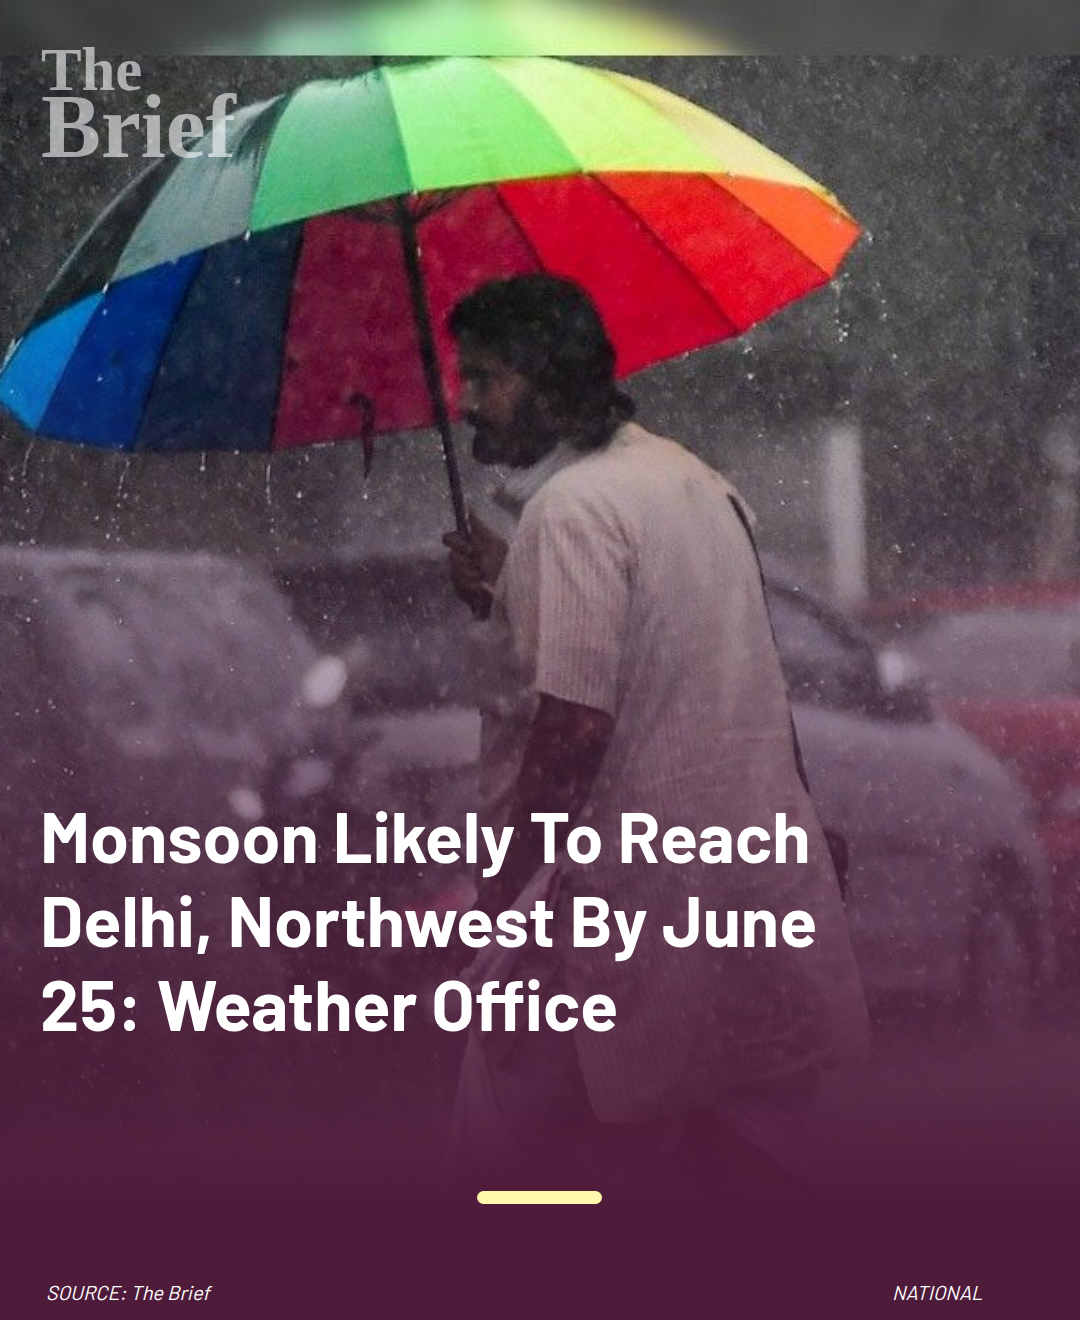 The
Brief
Monsoon Likely To Reach
Delhi, Northwest By June
25: Weather Office
SOURCE: The Brief
NATIONAL